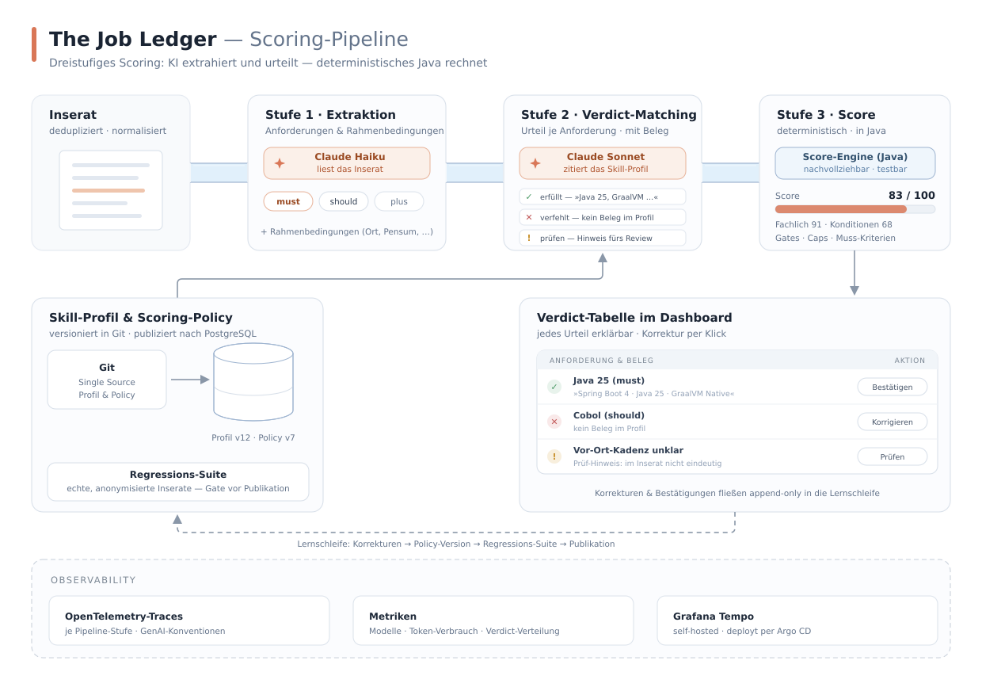 The Job Ledger — Scoring-Pipeline
Dreistufiges Scoring: KI extrahiert und urteilt — deterministisches Java rechnet
Inserat
dedupliziert · normalisiert
Stufe 1 · Extraktion
Anforderungen & Rahmenbedingungen
Claude Haiku
liest das Inserat
must
should
plus
+ Rahmenbedingungen (Ort, Pensum, …)
Stufe 2 · Verdict-Matching
Urteil je Anforderung · mit Beleg
Claude Sonnet
zitiert das Skill-Profil
✓ erfüllt — »Java 25, GraalVM …«
✕ verfehlt — kein Beleg im Profil
! prüfen — Hinweis fürs Review
Stufe 3 · Score
deterministisch · in Java
Score-Engine (Java)
nachvollziehbar · testbar
Score 83 / 100
Fachlich 91 · Konditionen 68
Gates · Caps · Muss-Kriterien
Skill-Profil & Scoring-Policy
versioniert in Git · publiziert nach PostgreSQL
Git
Single Source
Profil & Policy
Profil v12 · Policy v7
Regressions-Suite
echte, anonymisierte Inserate — Gate vor Publikation
Verdict-Tabelle im Dashboard
jedes Urteil erklärbar · Korrektur per Klick
ANFORDERUNG & BELEG AKTION
✓ Java 25 (must)
»Spring Boot 4 · Java 25 · GraalVM Native«
Bestätigen
✕ Cobol (should)
kein Beleg im Profil
Korrigieren
! Vor-Ort-Kadenz unklar
Prüf-Hinweis: im Inserat nicht eindeutig
Prüfen
Korrekturen & Bestätigungen fließen append-only in die Lernschleife
Lernschleife: Korrekturen → Policy-Version → Regressions-Suite → Publikation
OBSERVABILITY
OpenTelemetry-Traces
je Pipeline-Stufe · GenAI-Konventionen
Metriken
Modelle · Token-Verbrauch · Verdict-Verteilung
Grafana Tempo
self-hosted · deployt per Argo CD